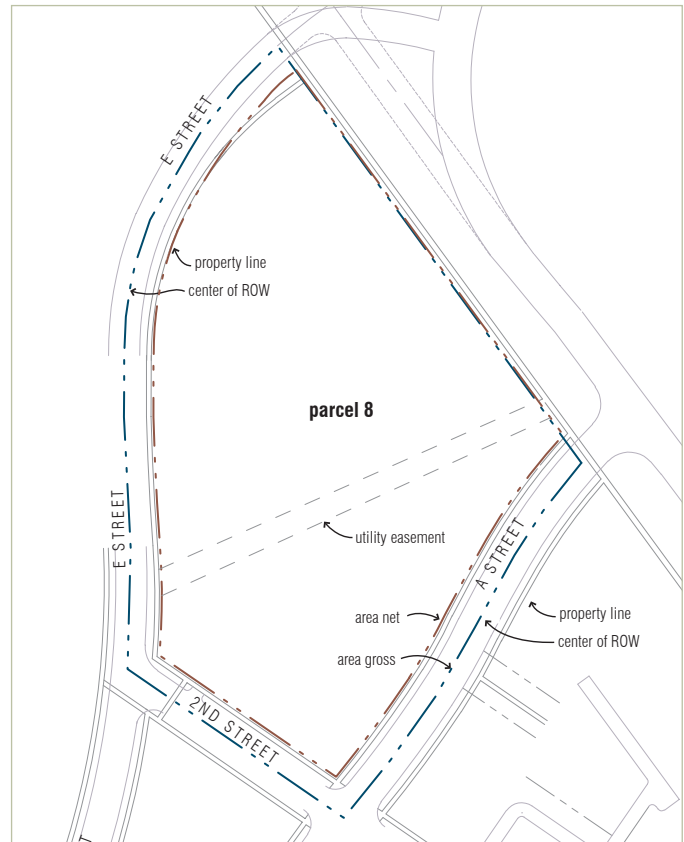 E STREET
property line
center of ROW
parcel 8
E STREET
utility easement
A STREET
area net
property line
center of ROW
area gross
2ND STREET
T